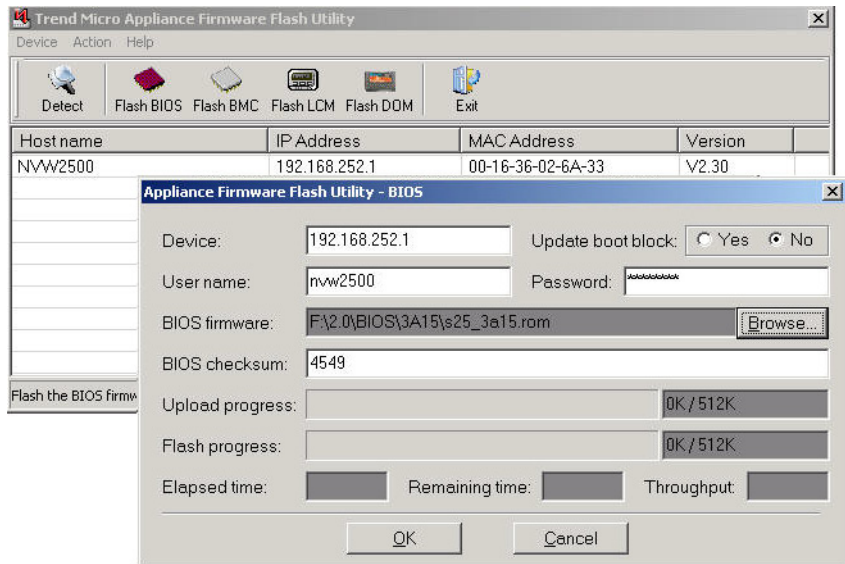 Trend Micro Appliance Firmware Flash Utility
Device Action Help
Detect Flash BIOS Flash BMC Flash LCM Flash DOM Exit
Host name IP Address MAC Address Version
NVW2500 192.168.252.1 00-16-36-02-6A-33 V2.30
Appliance Firmware Flash Utility - BIOS
Device: 192.168.252.1 Update boot block: Yes No
User name: nvw2500 Password: *********
BIOS firmware: F:\2.0\BIOS\3A15\s25_3a15.rom Browse...
BIOS checksum: 4549
Flash the BIOS firmw
Upload progress: 0K / 512K
Flash progress: 0K / 512K
Elapsed time: Remaining time: Throughput:
OK Cancel